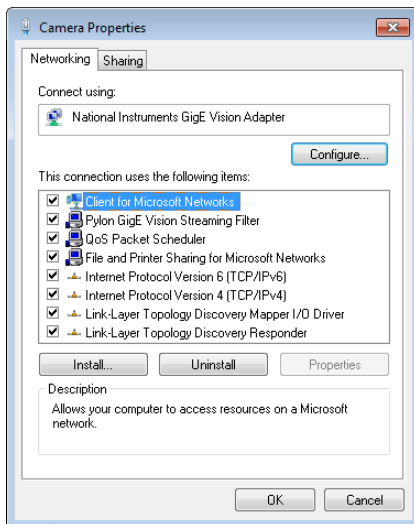 Camera Properties
Networking
Sharing
Connect using:
National Instruments GigE Vision Adapter
Configure...
This connection uses the following items:
Client for Microsoft Networks
Pylon GigE Vision Streaming Filter
QoS Packet Scheduler
File and Printer Sharing for Microsoft Networks
Internet Protocol Version 6 (TCP/IPv6)
Internet Protocol Version 4 (TCP/IPv4)
Link-Layer Topology Discovery Mapper I/O Driver
Link-Layer Topology Discovery Responder
Install...
Uninstall
Properties
Description
Allows your computer to access resources on a Microsoft
network.
OK
Cancel